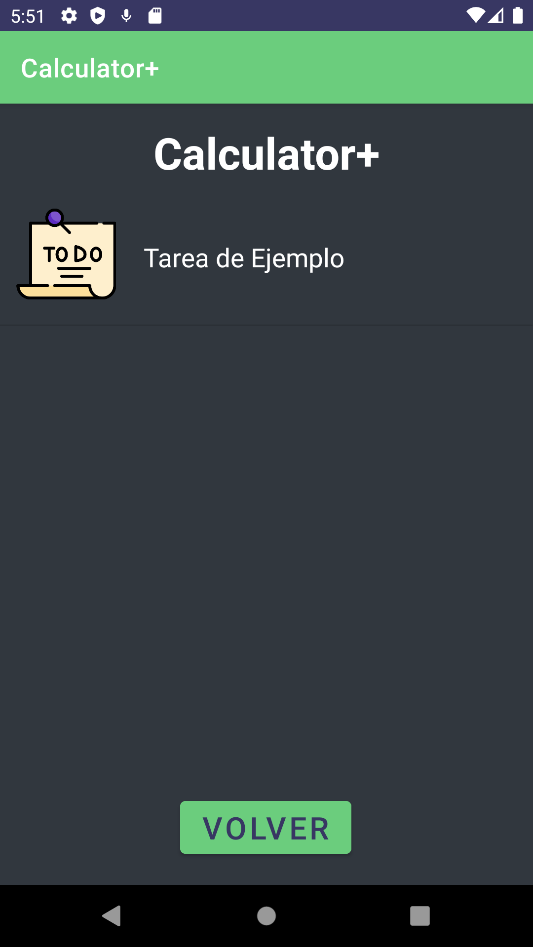 5:51
Calculator+
Calculator+
TO DO
Tarea de Ejemplo
VOLVER